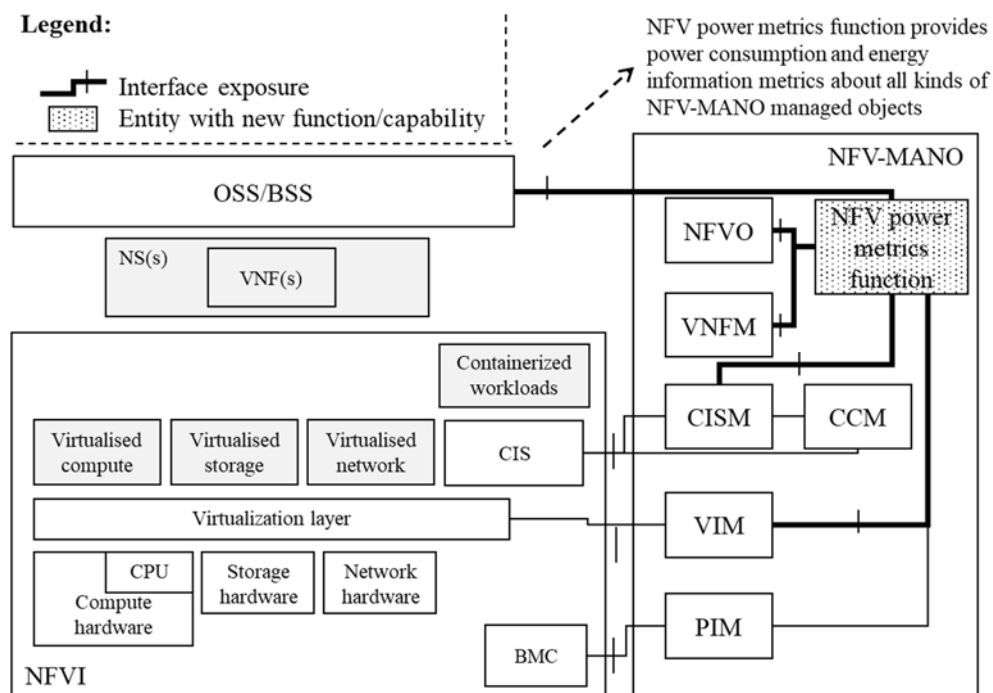 Legend:
Interface exposure
Entity with new function/capability
NFV power metrics function provides
power consumption and energy
information metrics about all kinds of
NFV-MANO managed objects
OSS/BSS
NS(s)
VNF(s)
NFV-MANO
NFVO
NFV power
metrics
function
VNFM
Containerized
workloads
CISM
CCM
Virtualised
compute
Virtualised
storage
Virtualised
network
CIS
Virtualization layer
VIM
CPU
Compute
hardware
Storage
hardware
Network
hardware
BMC
PIM
NFVI